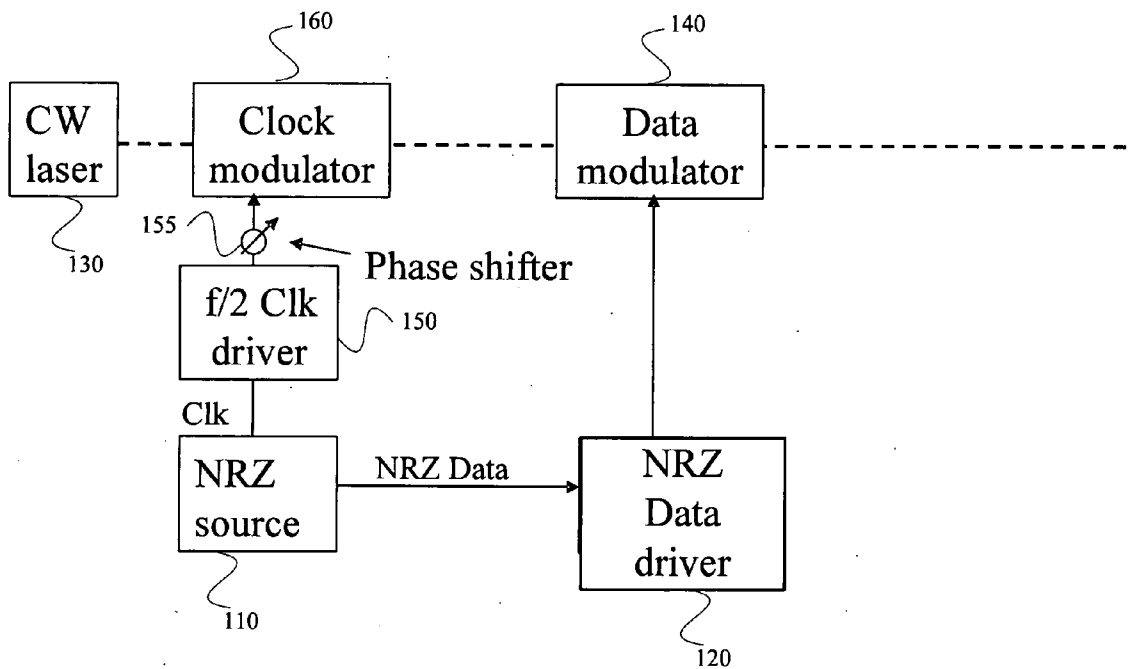 160
140
CW
laser
Clock
modulator
Data
modulator
130
155
Phase shifter
f/2 Clk
driver
150
Clk
NRZ
source
NRZ Data
NRZ
Data
driver
110
120